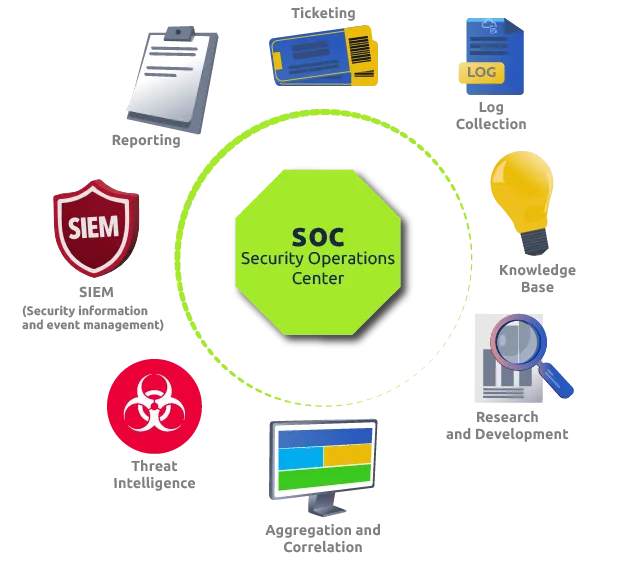 Ticketing
LOG
Log
Collection
Reporting
SIEM
SOC
Security Operations
Center
Knowledge
Base
SIEM
(Security information
and event management)
Research
and Development
Threat
Intelligence
Aggregation and
Correlation